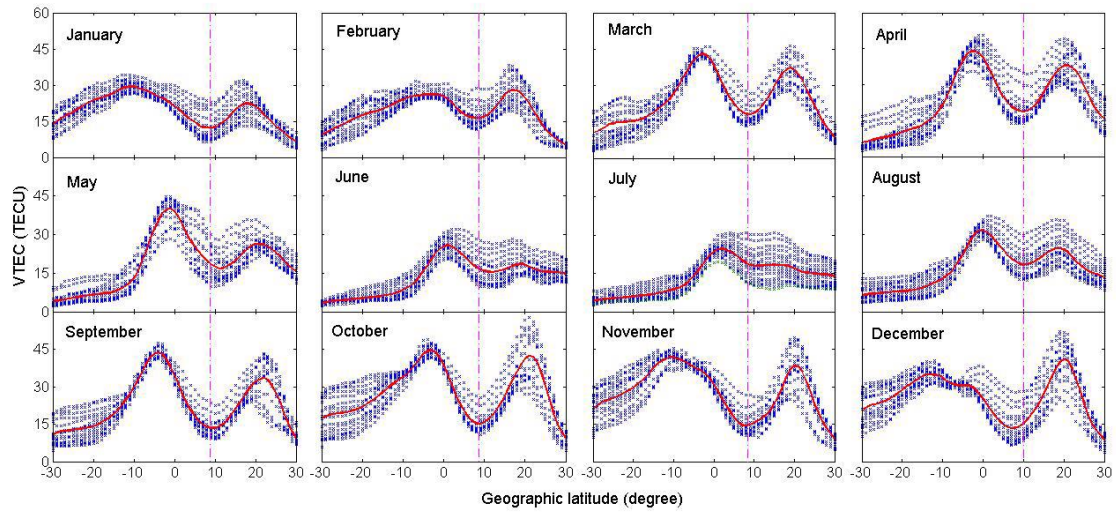 60
45
30
15
0
January
February
March
April
VTEC (TECU)
45
30
15
0
May
June
July
August
45
30
15
0
September
October
November
December
-30 -20 -10 0 10 20 30
-30 -20 -10 0 10 20 30
-30 -20 -10 0 10 20 30
-30 -20 -10 0 10 20 30
Geographic latitude (degree)